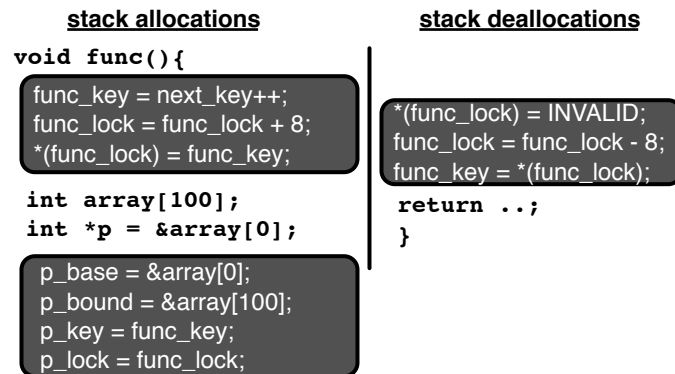 stack allocations
void func(){
func_key = next_key++;
func_lock = func_lock + 8;
*(func_lock) = func_key;
int array[100];
int *p = &array[0];
p_base = &array[0];
p_bound = &array[100];
p_key = func_key;
p_lock = func_lock;
stack deallocations
*(func_lock) = INVALID;
func_lock = func_lock - 8;
func_key = *(func_lock);
return ..;
}